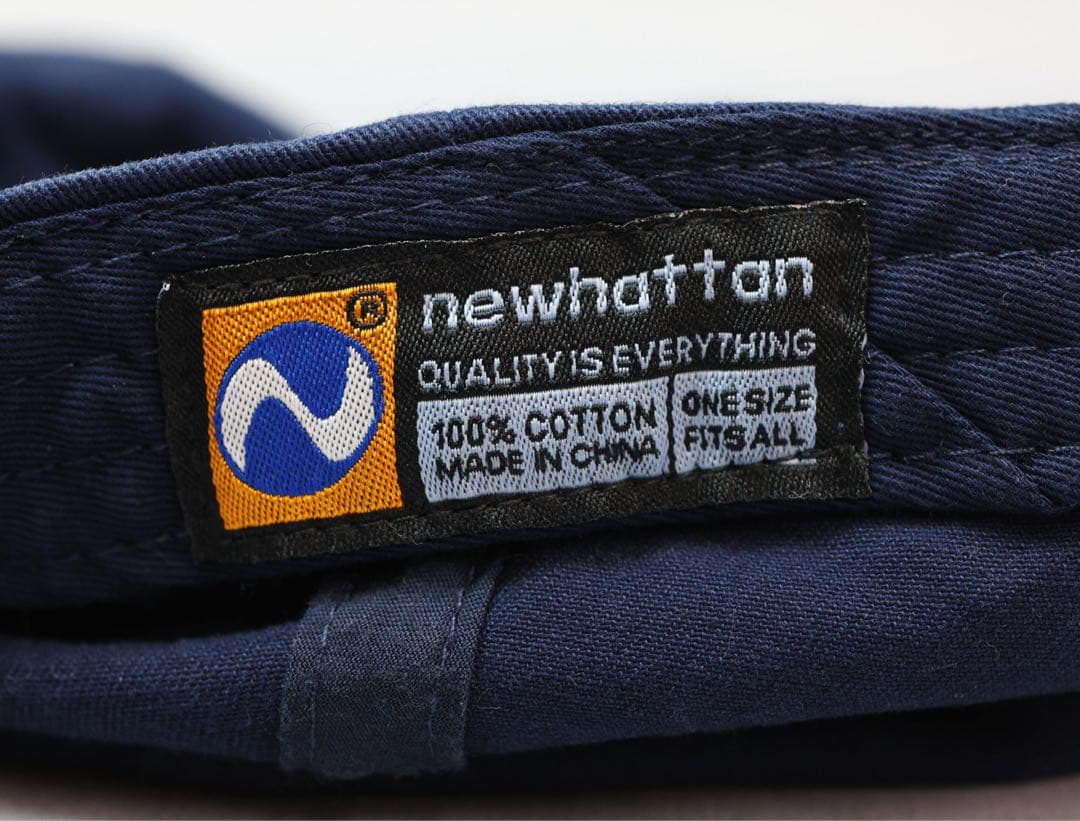 ®
newhattan
QUALITY IS EVERYTHING
100% COTTON
MADE IN CHINA
ONE SIZE
FITS ALL